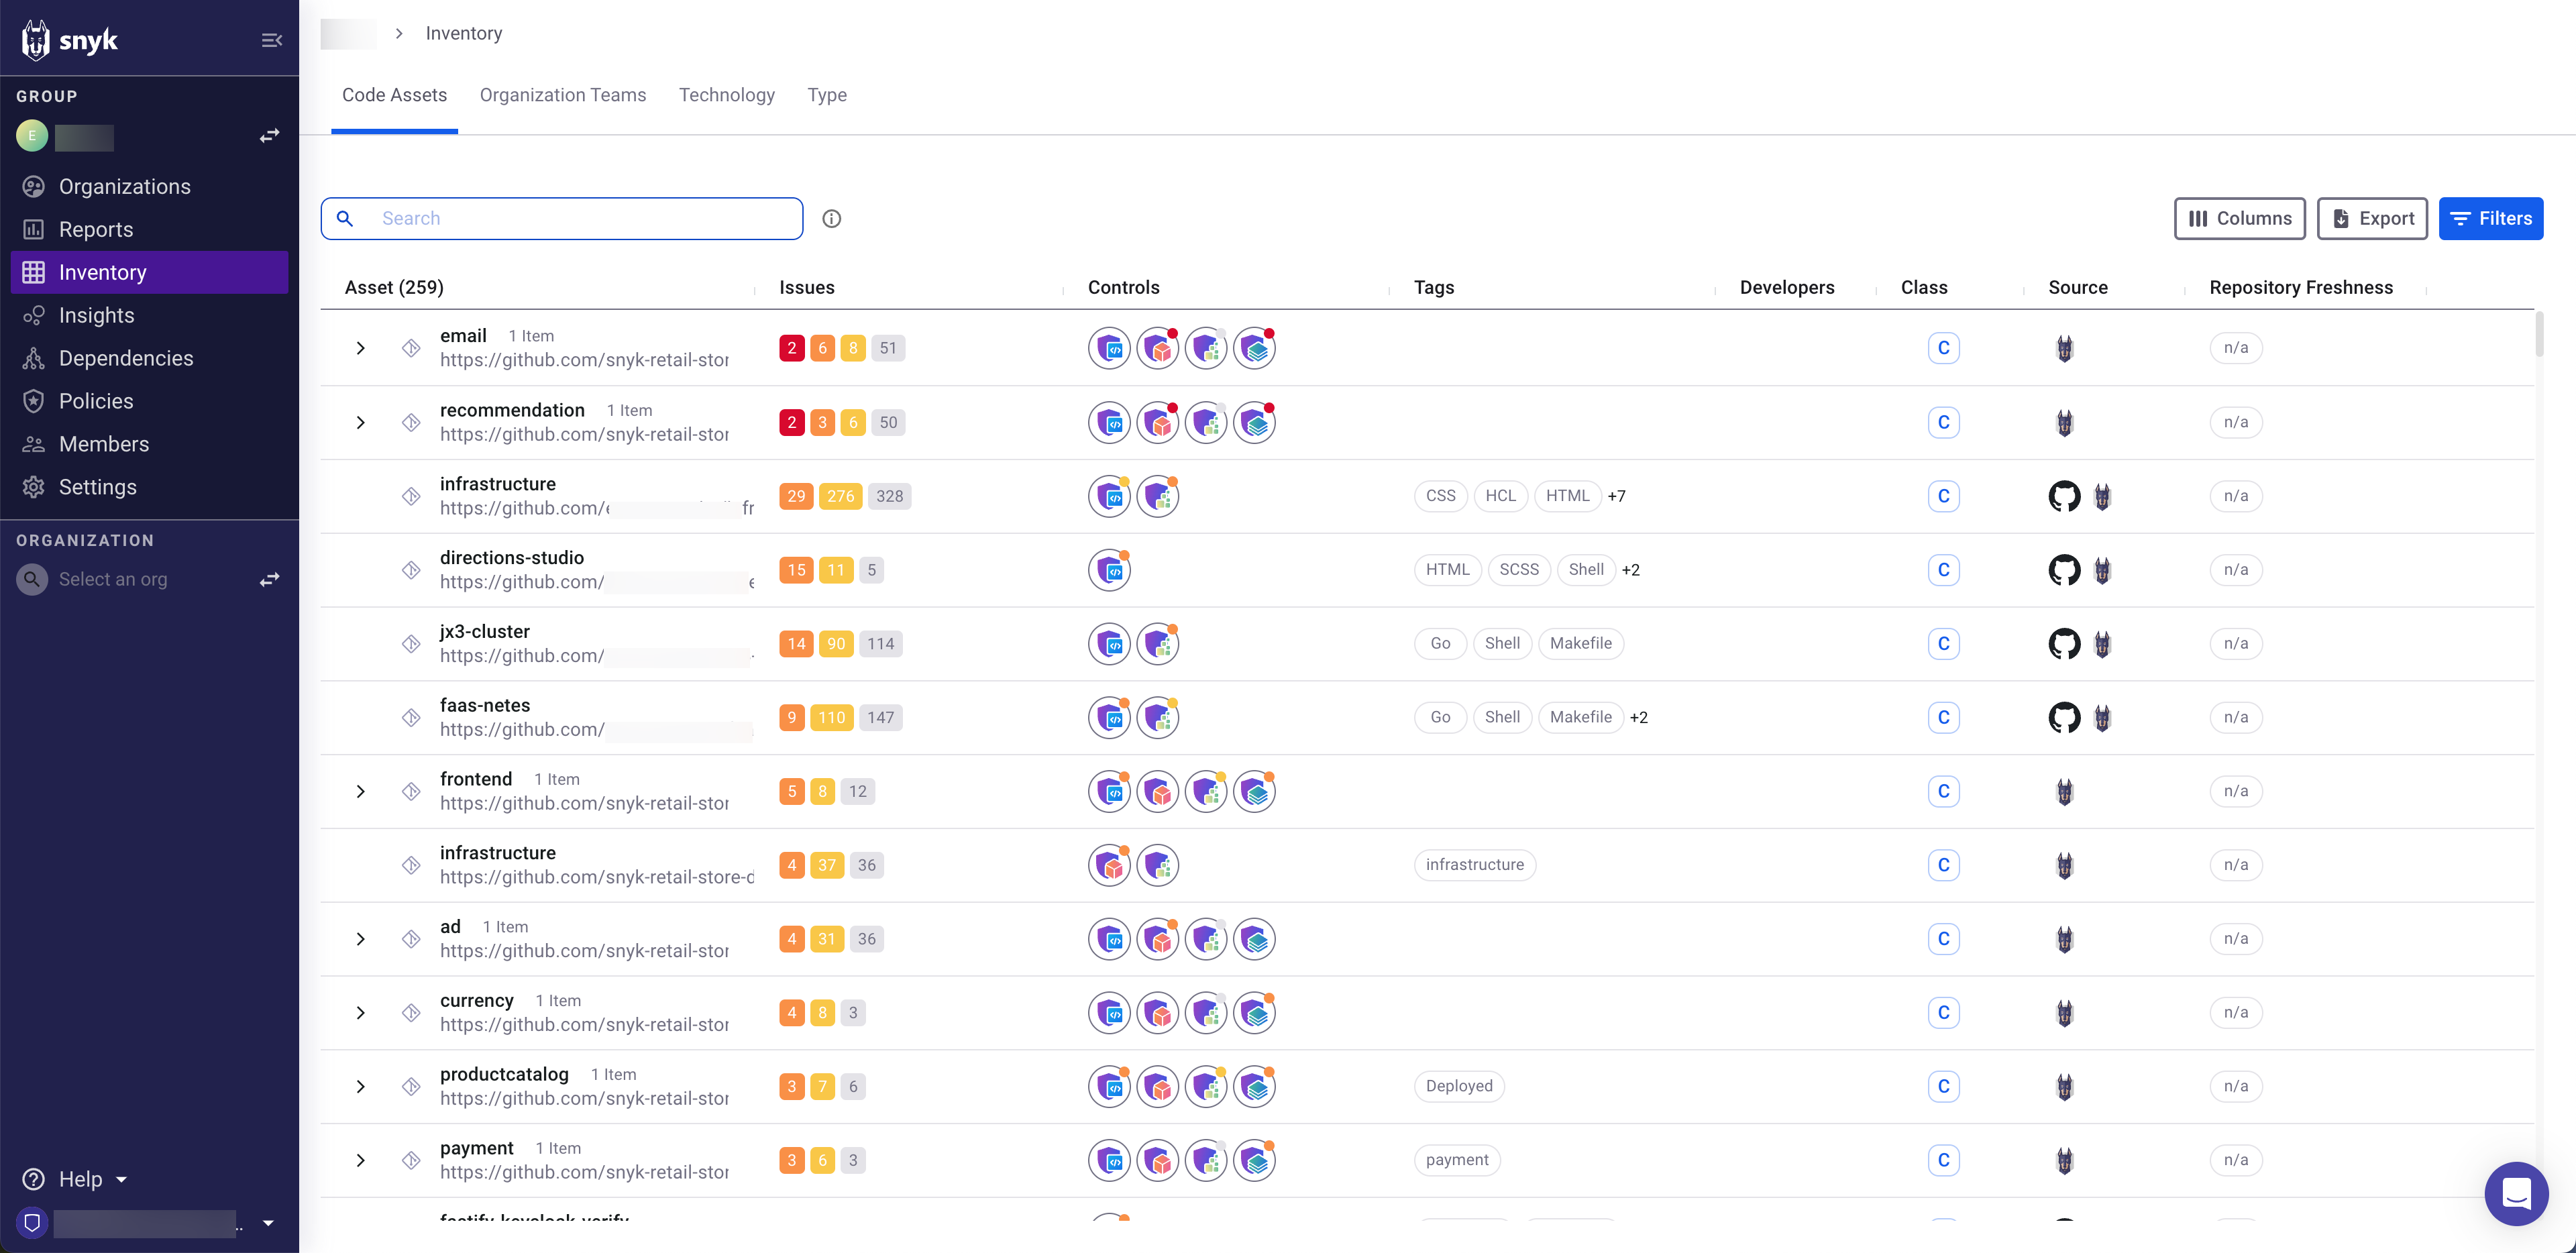 snyk
GROUP
E
Organizations
Reports
Inventory
Insights
Dependencies
Policies
Members
Settings
ORGANIZATION
Select an org
Help
..
Inventory
Code Assets Organization Teams Technology Type
Search
Columns Export Filters
Asset (259) Issues Controls Tags Developers Class Source Repository Freshness
email 1 Item
https://github.com/snyk-retail-stor
2 6 8 51 C n/a
recommendation 1 Item
https://github.com/snyk-retail-stor
2 3 6 50 C n/a
infrastructure
https://github.com/e fr
29 276 328 CSS HCL HTML +7 C n/a
directions-studio
https://github.com/ e
15 11 5 HTML SCSS Shell +2 C n/a
jx3-cluster
https://github.com/
14 90 114 Go Shell Makefile C n/a
faas-netes
https://github.com/
9 110 147 Go Shell Makefile +2 C n/a
frontend 1 Item
https://github.com/snyk-retail-stor
5 8 12 C n/a
infrastructure
https://github.com/snyk-retail-store-d
4 37 36 infrastructure C n/a
ad 1 Item
https://github.com/snyk-retail-stor
4 31 36 C n/a
currency 1 Item
https://github.com/snyk-retail-stor
4 8 3 C n/a
productcatalog 1 Item
https://github.com/snyk-retail-stor
3 7 6 Deployed C n/a
payment 1 Item
https://github.com/snyk-retail-stor
3 6 3 payment C n/a